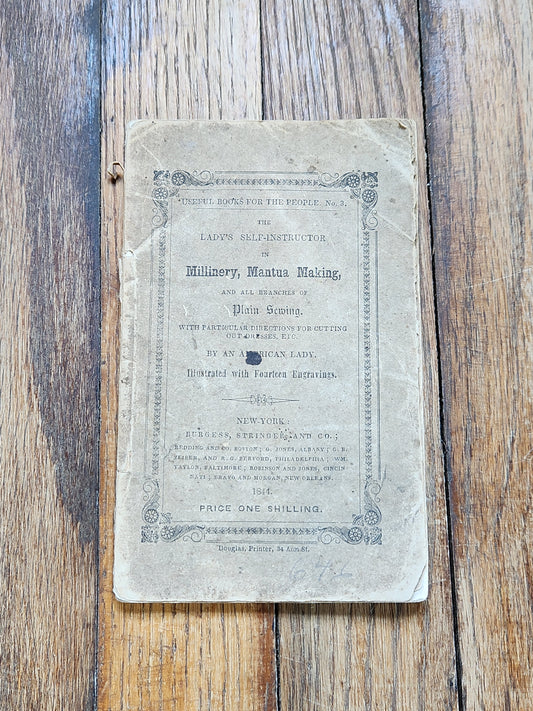 USEFUL BOOKS FOR THE PEOPLE. No. 3.
THE
LADY'S SELF-INSTRUCTOR
IN
Millinery, Mantua Making,
AND ALL BRANCHES OF
Plain Sewing,
WITH PARTICULAR DIRECTIONS FOR CUTTING
OUT DRESSES, ETC.
BY AN AMERICAN LADY.
Illustrated with Fourteen Engravings.
NEW-YORK:
BURGESS, STRINGER, AND CO.;
REDDING AND CO. BOSTON; G. JONES, ALBANY; G. B.
ZEIBER, AND R. G. BERFORD, PHILADELPHIA; WM.
TAYLOR, BALTIMORE; ROBINSON AND JONES, CINCIN
NATI; BRAVO AND MORGAN, NEW ORLEANS.
1844.
PRICE ONE SHILLING.
Douglas, Printer, 34 Ann-St.